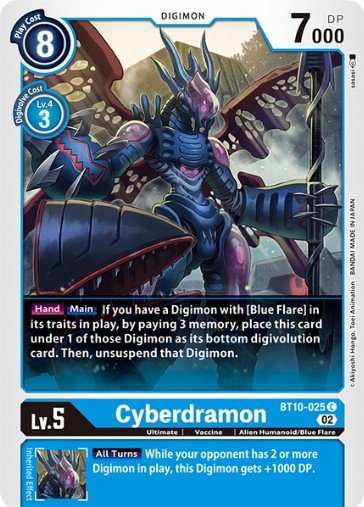 DIGIMON
Play Cost
8
7000
DP
Digivolve Cost
Lv.4
3
sasasi
© Akiyoshi Hongo, Toei Animation BANDAI MADE IN JAPAN
Hand Main If you have a Digimon with [Blue Flare] in
its traits in play, by paying 3 memory, place this card
under 1 of those Digimon as its bottom digivolution
card. Then, unsuspend that Digimon.
Lv.5
Cyberdramon
BT10-025 C
02
Ultimate Vaccine Alien Humanoid/Blue Flare
Inherited Effect
All Turns While your opponent has 2 or more
Digimon in play, this Digimon gets +1000 DP.